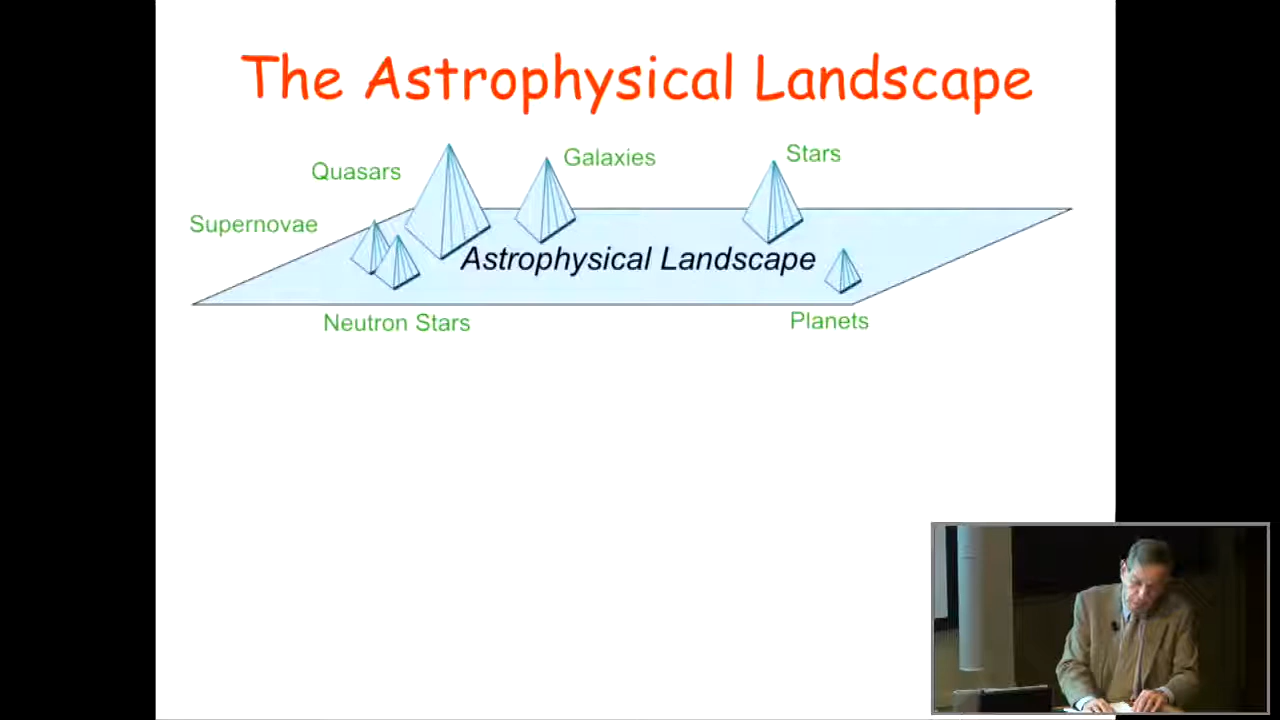 The Astrophysical Landscape
Quasars
Galaxies
Stars
Supernovae
Astrophysical Landscape
Neutron Stars
Planets